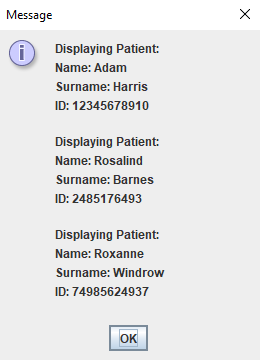 Message
Displaying Patient:
Name: Adam
Surname: Harris
ID: 12345678910
Displaying Patient:
Name: Rosalind
Surname: Barnes
ID: 2485176493
Displaying Patient:
Name: Roxanne
Surname: Windrow
ID: 74985624937
OK